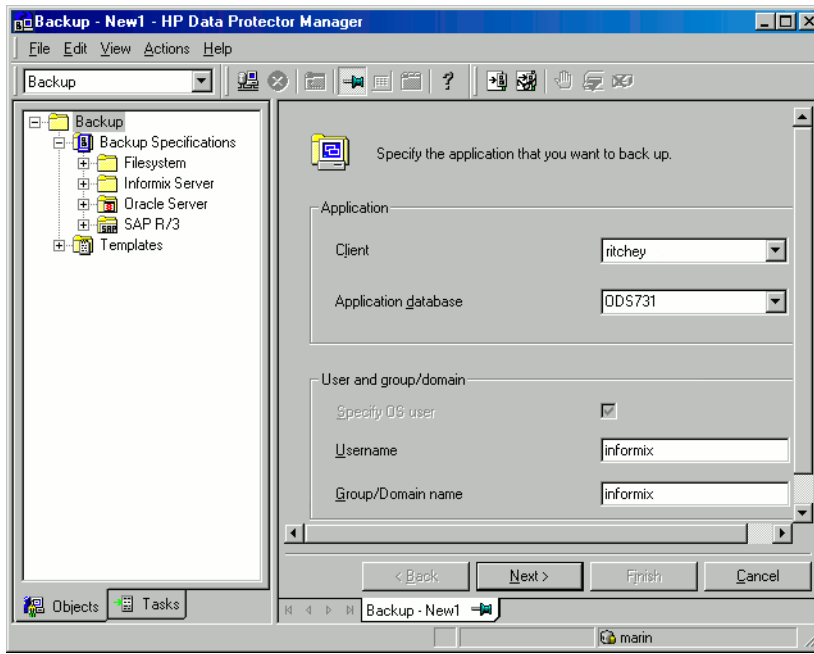 Backup - New1 - HP Data Protector Manager
File Edit View Actions Help
Backup
?
Backup
Backup Specifications
Filesystem
Informix Server
Oracle Server
SAP R/3
Templates
Specify the application that you want to back up.
Application
Client
ritchey
Application database
ODS731
User and group/domain
Specify OS user
Username
informix
Group/Domain name
informix
< Back
Next >
Finish
Cancel
Objects
Tasks
Backup - New1
marin